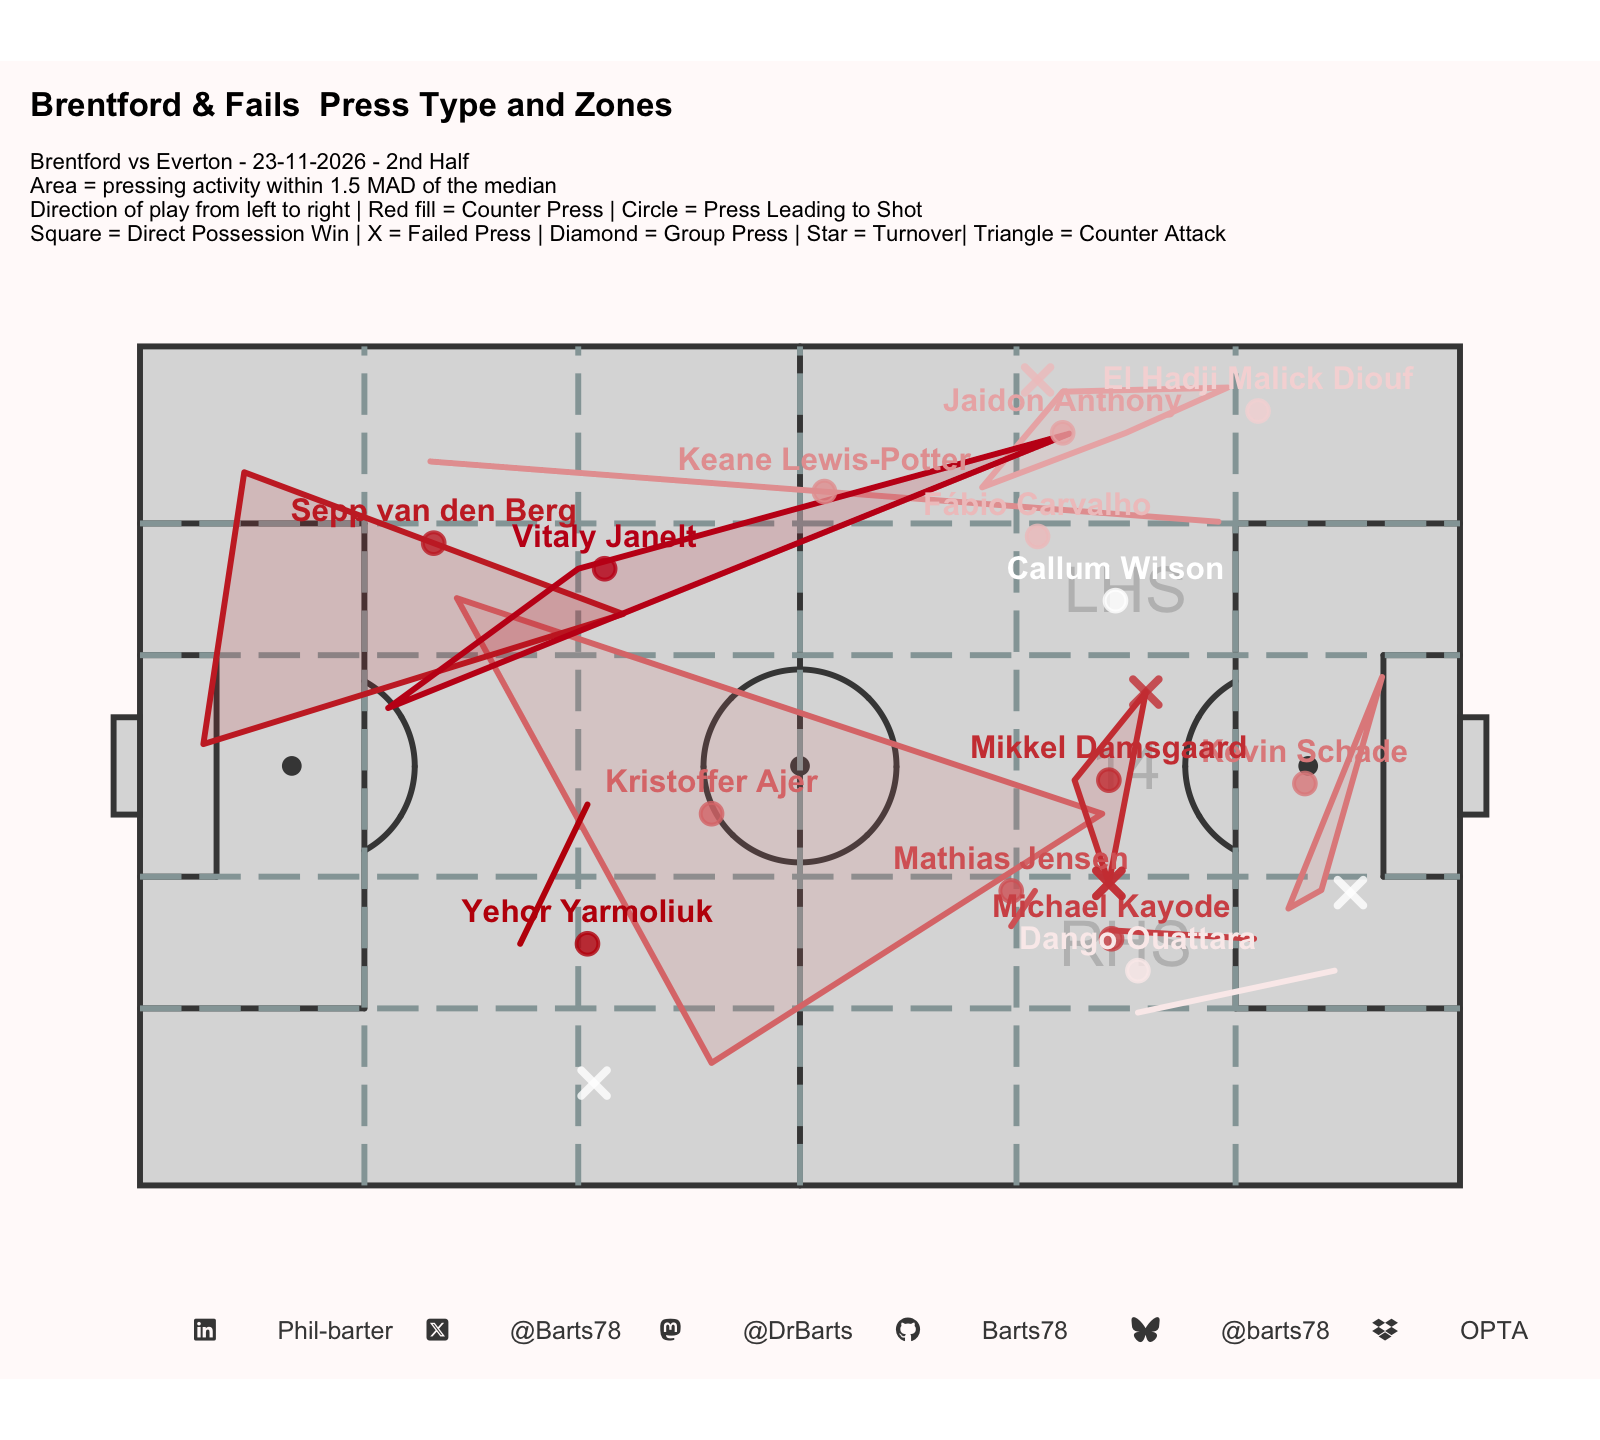 Brentford & Fails  Press Type and Zones
Brentford vs Everton - 23-11-2026 - 2nd Half
Area = pressing activity within 1.5 MAD of the median
Direction of play from left to right | Red fill = Counter Press | Circle = Press Leading to Shot
Square = Direct Possession Win | X = Failed Press | Diamond = Group Press | Star = Turnover| Triangle = Counter Attack
El Hadji Malick Diouf
Jaidon Anthony
Keane Lewis-Potter
Fábio Carvalho
Sepp van den Berg
Vitaly Janelt
Callum Wilson
LHS
Mikkel Damsgaard
Kevin Schade
14
Kristoffer Ajer
Mathias Jensen
Michael Kayode
Yehor Yarmoliuk
Dango Ouattara
RHS
Phil-barter
@Barts78
@DrBarts
Barts78
@barts78
OPTA